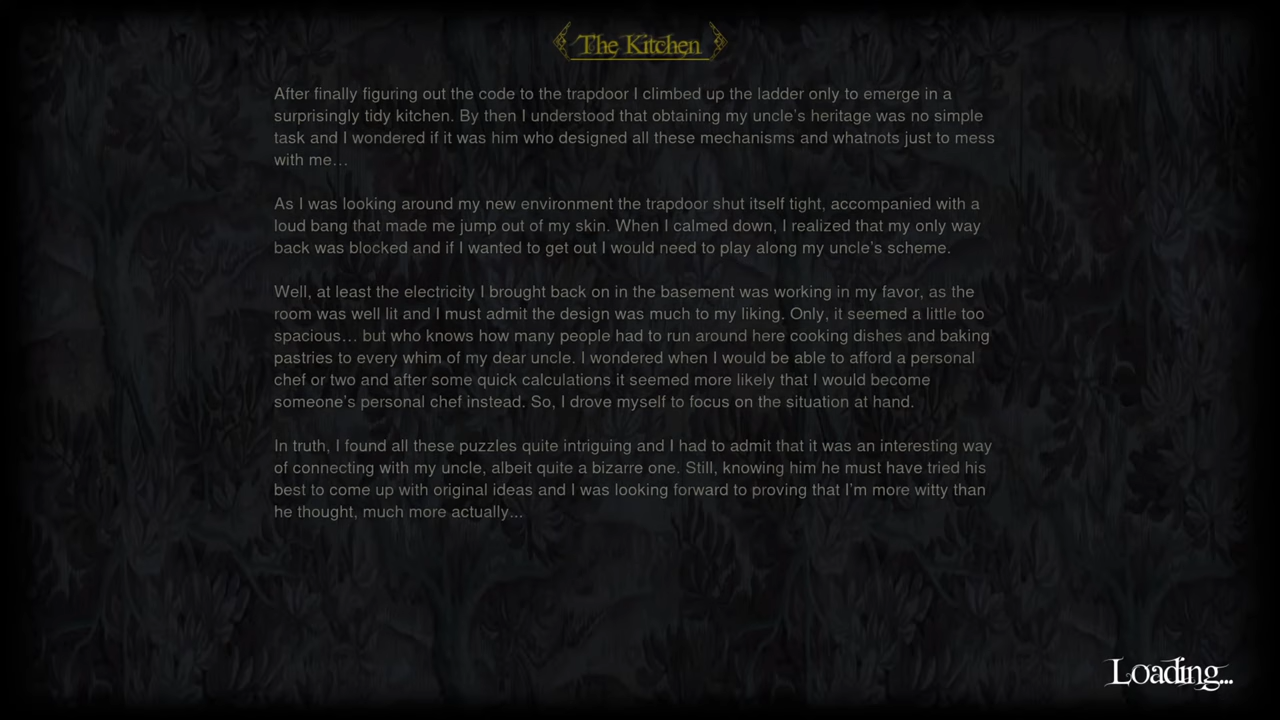 The Kitchen
After finally figuring out the code to the trapdoor I climbed up the ladder only to emerge in a
surprisingly tidy kitchen. By then I understood that obtaining my uncle's heritage was no simple
task and I wondered if it was him who designed all these mechanisms and whatnots just to mess
with me...
As I was looking around my new environment the trapdoor shut itself tight, accompanied with a
loud bang that made me jump out of my skin. When I calmed down, I realized that my only way
back was blocked and if I wanted to get out I would need to play along my uncle's scheme.
Well, at least the electricity I brought back on in the basement was working in my favor, as the
room was well lit and I must admit the design was much to my liking. Only, it seemed a little too
spacious... but who knows how many people had to run around here cooking dishes and baking
pastries to every whim of my dear uncle. I wondered when I would be able to afford a personal
chef or two and after some quick calculations it seemed more likely that I would become
someone's personal chef instead. So, I drove myself to focus on the situation at hand.
In truth, I found all these puzzles quite intriguing and I had to admit that it was an interesting way
of connecting with my uncle, albeit quite a bizarre one. Still, knowing him he must have tried his
best to come up with original ideas and I was looking forward to proving that I'm more witty than
he thought, much more actually...
Loading...